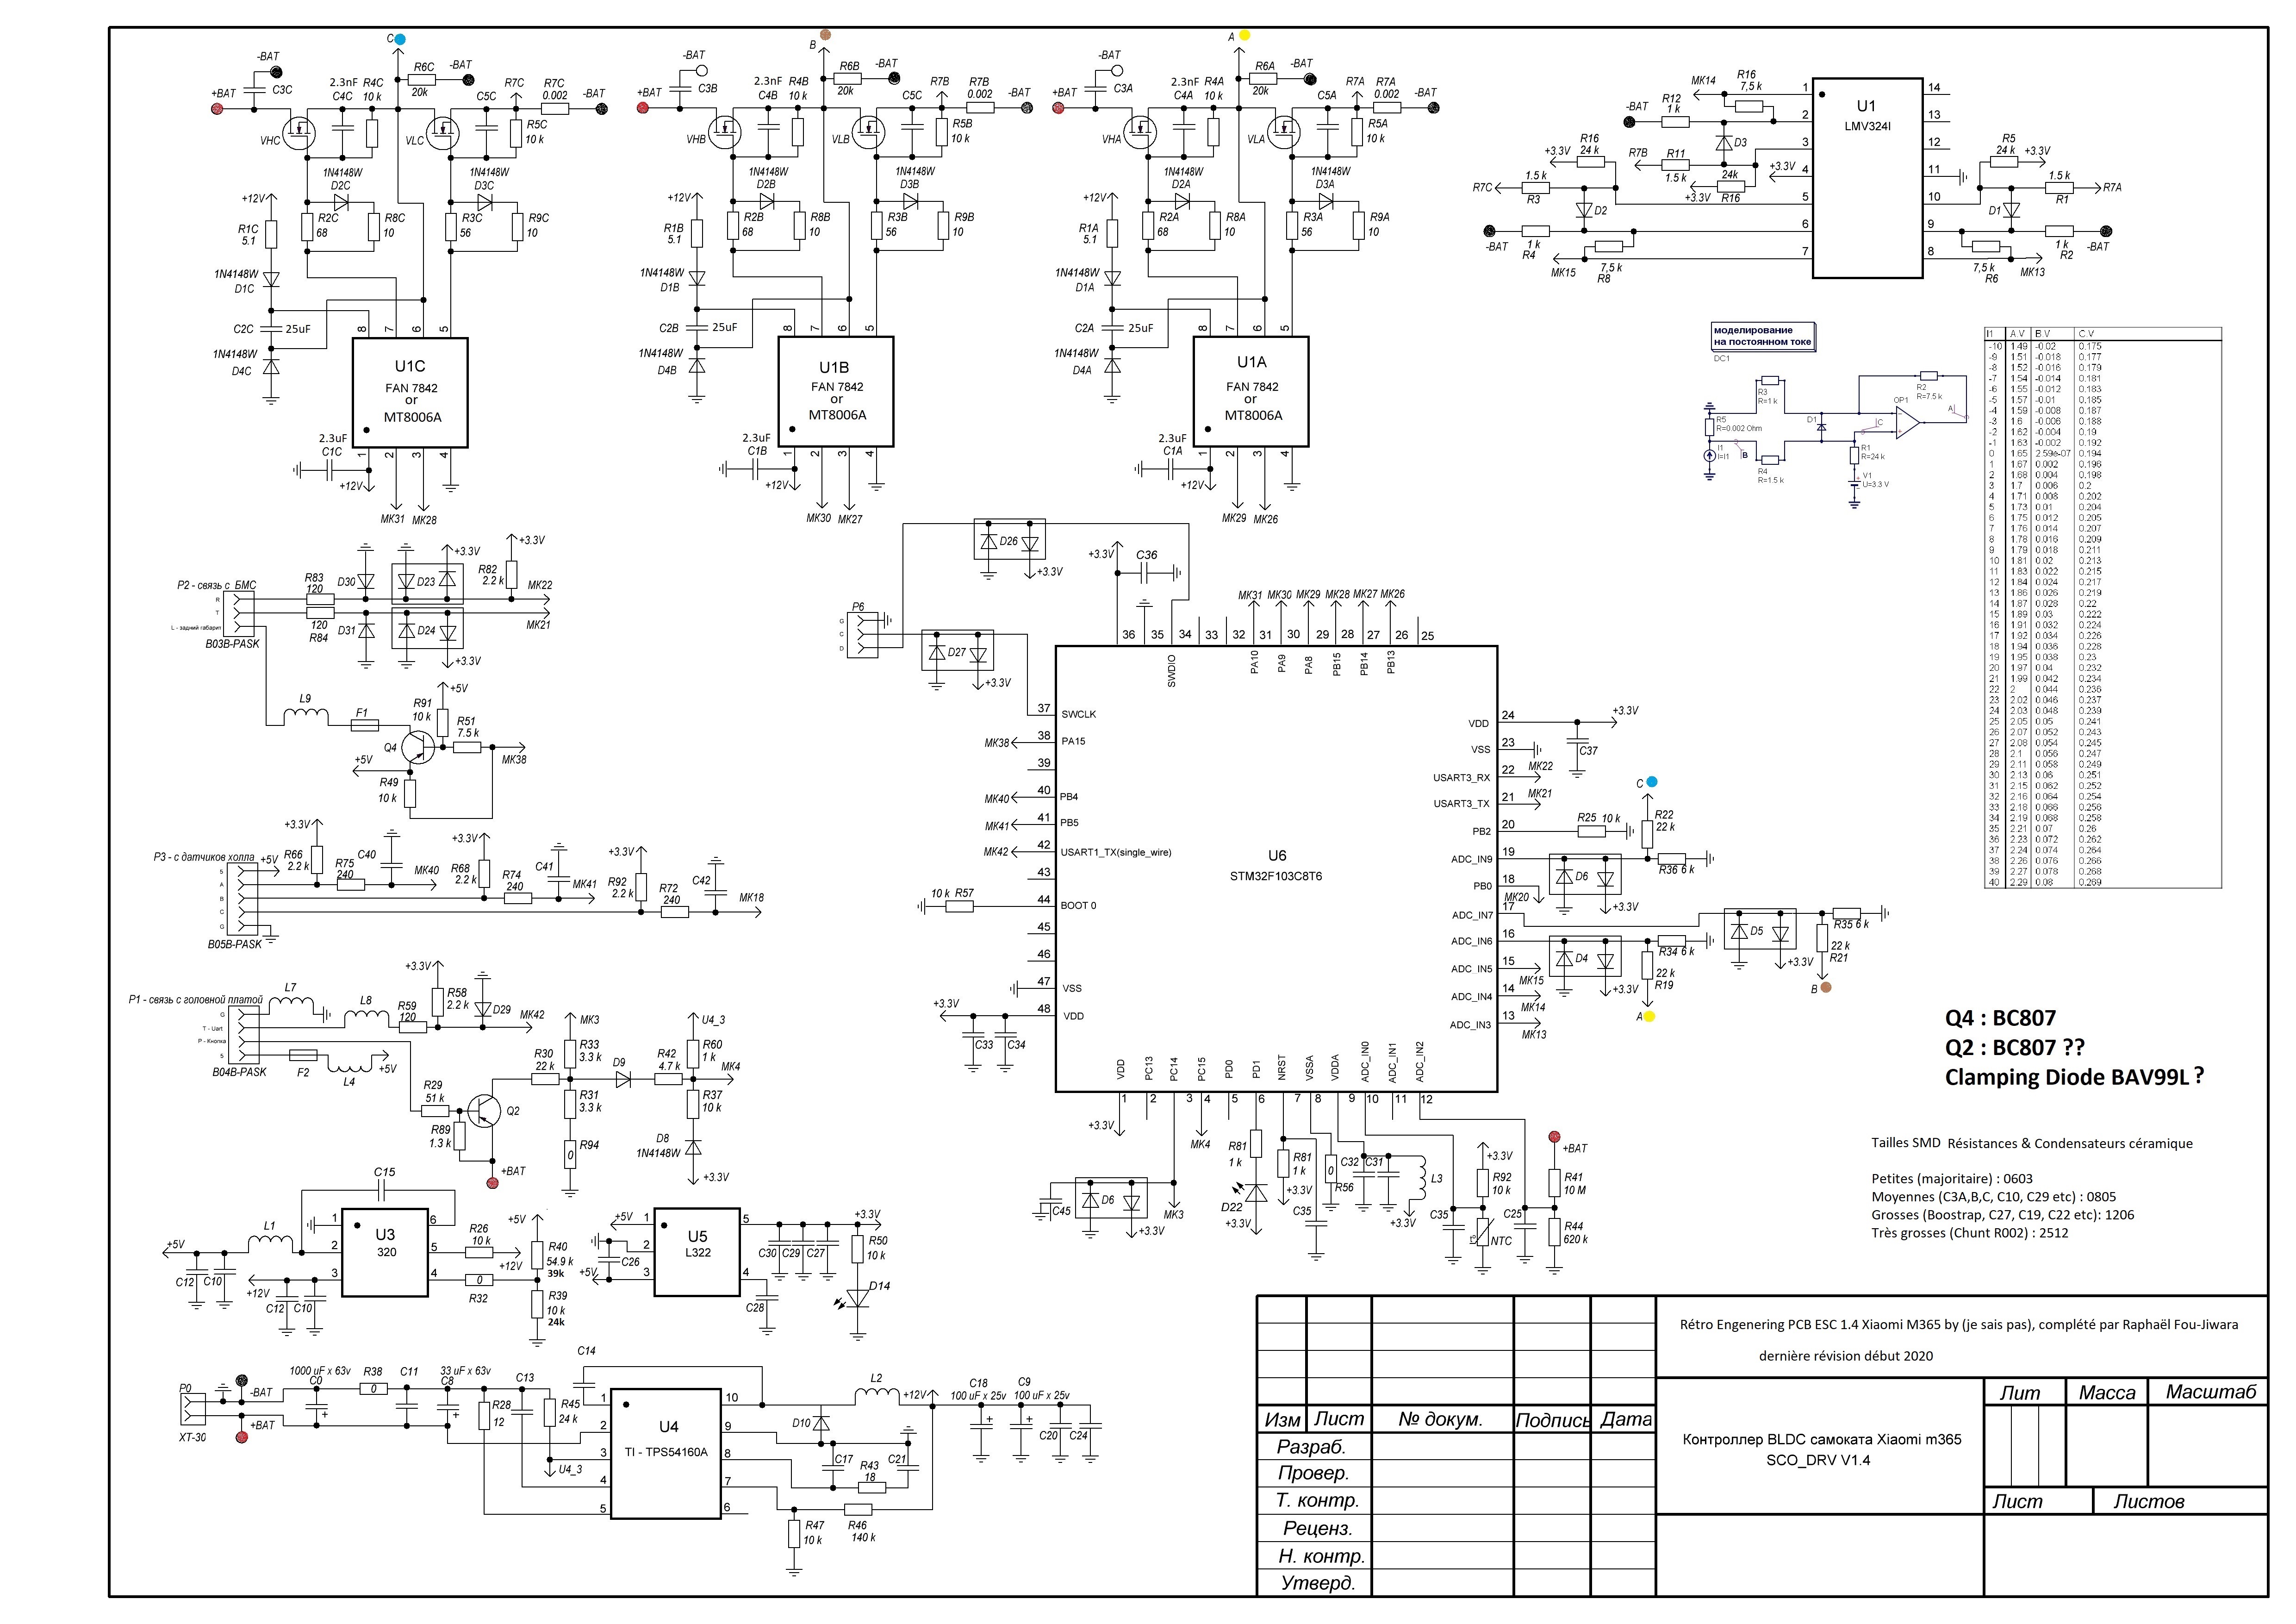 C
-BAT
R6C
-BAT
20k
2.3nF R4C
C4C 10 k
+BAT
C3C
C5C
R7C R7C
0.002
-BAT
R5C
10 k
VHC
VLC
1N4148W
D2C
1N4148W
D3C
+12V
R1C
5.1
R2C
68
R8C
10
R3C
56
R9C
10
1N4148W
D1C
C2C 25uF
1N4148W
D4C
8 7 6 5
U1C
FAN 7842
or
MT8006A
2.3uF
C1C
1 2 3 4
+12V
MK31 MK28
B
-BAT
R6B
-BAT
20k
2.3nF R4B
C4B 10 k
+BAT
C3B
C5C
R7B R7B
0.002
-BAT
R5B
10 k
VHB
VLB
1N4148W
D2B
1N4148W
D3B
+12V
R1B
5.1
R2B
68
R8B
10
R3B
56
R9B
10
1N4148W
D1B
C2B 25uF
1N4148W
D4B
8 7 6 5
U1B
FAN 7842
or
MT8006A
2.3uF
C1B
1 2 3 4
+12V
MK30 MK27
A
-BAT
R6A
-BAT
20k
2.3nF R4A
C4A 10 k
+BAT
C3A
C5A
R7A R7A
0.002
-BAT
R5A
10 k
VHA
VLA
1N4148W
D2A
1N4148W
D3A
+12V
R1A
5.1
R2A
68
R8A
10
R3A
56
R9A
10
1N4148W
D1A
C2A 25uF
1N4148W
D4A
8 7 6 5
U1A
FAN 7842
or
MT8006A
2.3uF
C1A
1 2 3 4
+12V
MK29 MK26
MK14
R16
7,5 k
R12
1 k
-BAT
R16
24 k
+3.3V
D3
R7B
R11
1.5 k
+3.3V
24k
+3.3V R16
R7C
1.5 k
R3
D2
-BAT
1 k
R4
MK15
7,5 k
R8
U1
LMV324I
1 2 3 4 5 6 7
14 13 12 11 10 9 8
R5
24 k
+3.3V
1.5 k
R1
R7A
D1
1 k
R2
-BAT
7,5 k
R6
MK13
моделирование
на постоянном токе
DC1
R3
R=1 k
R2
R=7.5 k
OP1
A
R5
R=0.002 Ohm
D1
C
I1
I=I1
B
R4
R=1.5 k
R1
R=24 k
V1
U=3.3 V
I1 A.V B.V C.V
-10 1.49 -0.02 0.175
-9 1.51 -0.018 0.177
-8 1.52 -0.016 0.179
-7 1.54 -0.014 0.181
-6 1.55 -0.012 0.183
-5 1.57 -0.01 0.185
-4 1.59 -0.008 0.187
-3 1.6 -0.006 0.188
-2 1.62 -0.004 0.19
-1 1.63 -0.002 0.192
0 1.65 2.59e-07 0.194
1 1.67 0.002 0.196
2 1.68 0.004 0.198
3 1.7 0.006 0.2
4 1.71 0.008 0.202
5 1.73 0.01 0.204
6 1.75 0.012 0.205
7 1.76 0.014 0.207
8 1.78 0.016 0.209
9 1.79 0.018 0.211
10 1.81 0.02 0.213
11 1.83 0.022 0.215
12 1.84 0.024 0.217
13 1.86 0.026 0.219
14 1.87 0.028 0.22
15 1.89 0.03 0.222
16 1.91 0.032 0.224
17 1.92 0.034 0.226
18 1.94 0.036 0.228
19 1.95 0.038 0.23
20 1.97 0.04 0.232
21 1.99 0.042 0.234
22 2 0.044 0.236
23 2.02 0.046 0.237
24 2.03 0.048 0.239
25 2.05 0.05 0.241
26 2.07 0.052 0.243
27 2.08 0.054 0.245
28 2.1 0.056 0.247
29 2.11 0.058 0.249
30 2.13 0.06 0.251
31 2.15 0.062 0.252
32 2.16 0.064 0.254
33 2.18 0.066 0.256
34 2.19 0.068 0.258
35 2.21 0.07 0.26
36 2.23 0.072 0.262
37 2.24 0.074 0.264
38 2.26 0.076 0.266
39 2.27 0.078 0.268
40 2.29 0.08 0.269
P2 - связь с БМС
R
T
L - задний габарит
B03B-PASK
R83
120
D30
D23
+3.3V
+3.3V
R82
2.2 k
MK22
MK21
120
R84
D31
D24
+3.3V
L9
F1
+5V
R91
10 k
R51
7.5 k
Q4
MK38
+5V
R49
10 k
P3 - с датчиков холла
5
A
B
C
G
B05B-PASK
+5V
+3.3V
R66
2.2 k
R75
240
C40
MK40
+3.3V
R68
2.2 k
R74
240
C41
MK41
+3.3V
R92
2.2 k
R72
240
C42
MK18
P1 - связь с головной платой
G
T - Uart
P - Кнопка
5
B04B-PASK
L7
L8
R59
120
+3.3V
R58
2.2 k
D29
MK42
F2
L4
+5V
R29
51 k
R89
1.3 k
Q2
+BAT
R30
22 k
MK3
R33
3.3 k
D9
R31
3.3 k
R94
0
R42
4.7 k
U4_3
R60
1 k
MK4
R37
10 k
D8
1N4148W
+3.3V
C15
L1
+5V
C12 C10
+12V
C12 C10
1 2 3
U3
320
6 5 4
R26
10 k
+12V
0
R32
+5V
R40
54.9 k
39k
R39
10 k
24k
+5V
C26
+5V
1 2 3
U5
L322
5
4
C28
C30 C29 C27
+3.3V
R50
10 k
D14
P0
XT-30
-BAT
+BAT
1000 uF x 63v
C0
R38
0
C11
33 uF x 63v
C8
R28
12
C13
R45
24 k
U4_3
C14
1 2 3 4 5
U4
TI - TPS54160A
10 9 8 7 6
D10
L2
+12V
C17
R43
18
C21
R47
10 k
R46
140 k
C18
100 uF x 25v
C9
100 uF x 25v
C20 C24
D26
+3.3V
P6
G
C
D
D27
+3.3V
+3.3V
C36
MK31 MK30 MK29 MK28 MK27 MK26
36 35 34 33 32 31 30 29 28 27 26 25
SWDIO PA10 PA9 PA8 PB15 PB14 PB13
U6
STM32F103C8T6
37 SWCLK
MK38 38 PA15
39
MK40 40 PB4
MK41 41 PB5
MK42 42 USART1_TX(single_wire)
43
10 k R57 44 BOOT 0
45
46
47 VSS
+3.3V 48 VDD
C33 C34
VDD 24 +3.3V
C37
VSS 23
USART3_RX 22 MK22
USART3_TX 21 MK21
PB2 20 R25 10 k
ADC_IN9 19
PB0 18 MK20
ADC_IN7 17
ADC_IN6 16
ADC_IN5 15 MK15
ADC_IN4 14 MK14
ADC_IN3 13 MK13
C
R22
22 k
D6
R36 6 k
+3.3V
D5
R35 6 k
+3.3V
22 k
R21
B
D4
R34 6 k
+3.3V
22 k
R19
A
VDD PC13 PC14 PC15 PD0 PD1 NRST VSSA VDDA ADC_IN0 ADC_IN1 ADC_IN2
1 2 3 4 5 6 7 8 9 10 11 12
+3.3V
MK4
C45
D6
+3.3V
MK3
R81
1 k
D22
+3.3V
R81
1 k
+3.3V
C35
0
R56
C32 C31
L3
+3.3V
C35
+3.3V
R92
10 k
NTC
C25
+BAT
R41
10 M
R44
620 k
Q4 : BC807
Q2 : BC807 ??
Clamping Diode BAV99L ?
Tailles SMD Résistances & Condensateurs céramique
Petites (majoritaire) : 0603
Moyennes (C3A,B,C, C10, C29 etc) : 0805
Grosses (Boostrap, C27, C19, C22 etc): 1206
Très grosses (Chunt R002) : 2512
Rétro Engenering PCB ESC 1.4 Xiaomi M365 by (je sais pas), complété par Raphaël Fou-Jiwara
dernière révision début 2020
Изм Лист № докум. Подпись Дата
Разраб.
Провер.
Т. контр.
Реценз.
Н. контр.
Утверд.
Контроллер BLDC самоката Xiaomi m365
SCO_DRV V1.4
Лит Масса Масштаб
Лист Листов